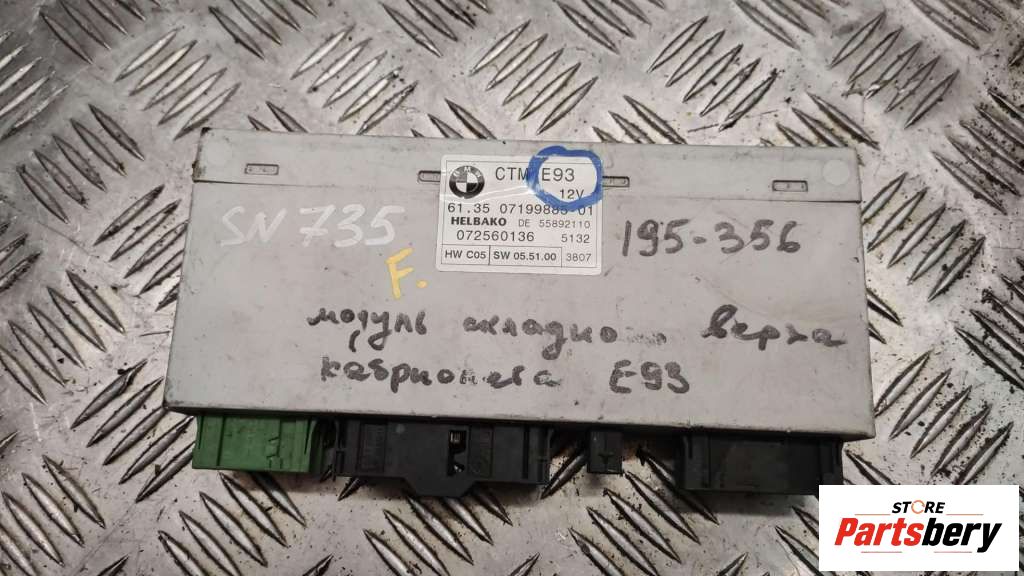 CTM E93
12V
61.35 07199885-01
HELBAKO DE 55892110
072560136 5132
HW C05 SW 05.51.00 3807
SN 735
F.
195-356
модуль складного верха
кабриолета E93
STORE
Partsbery